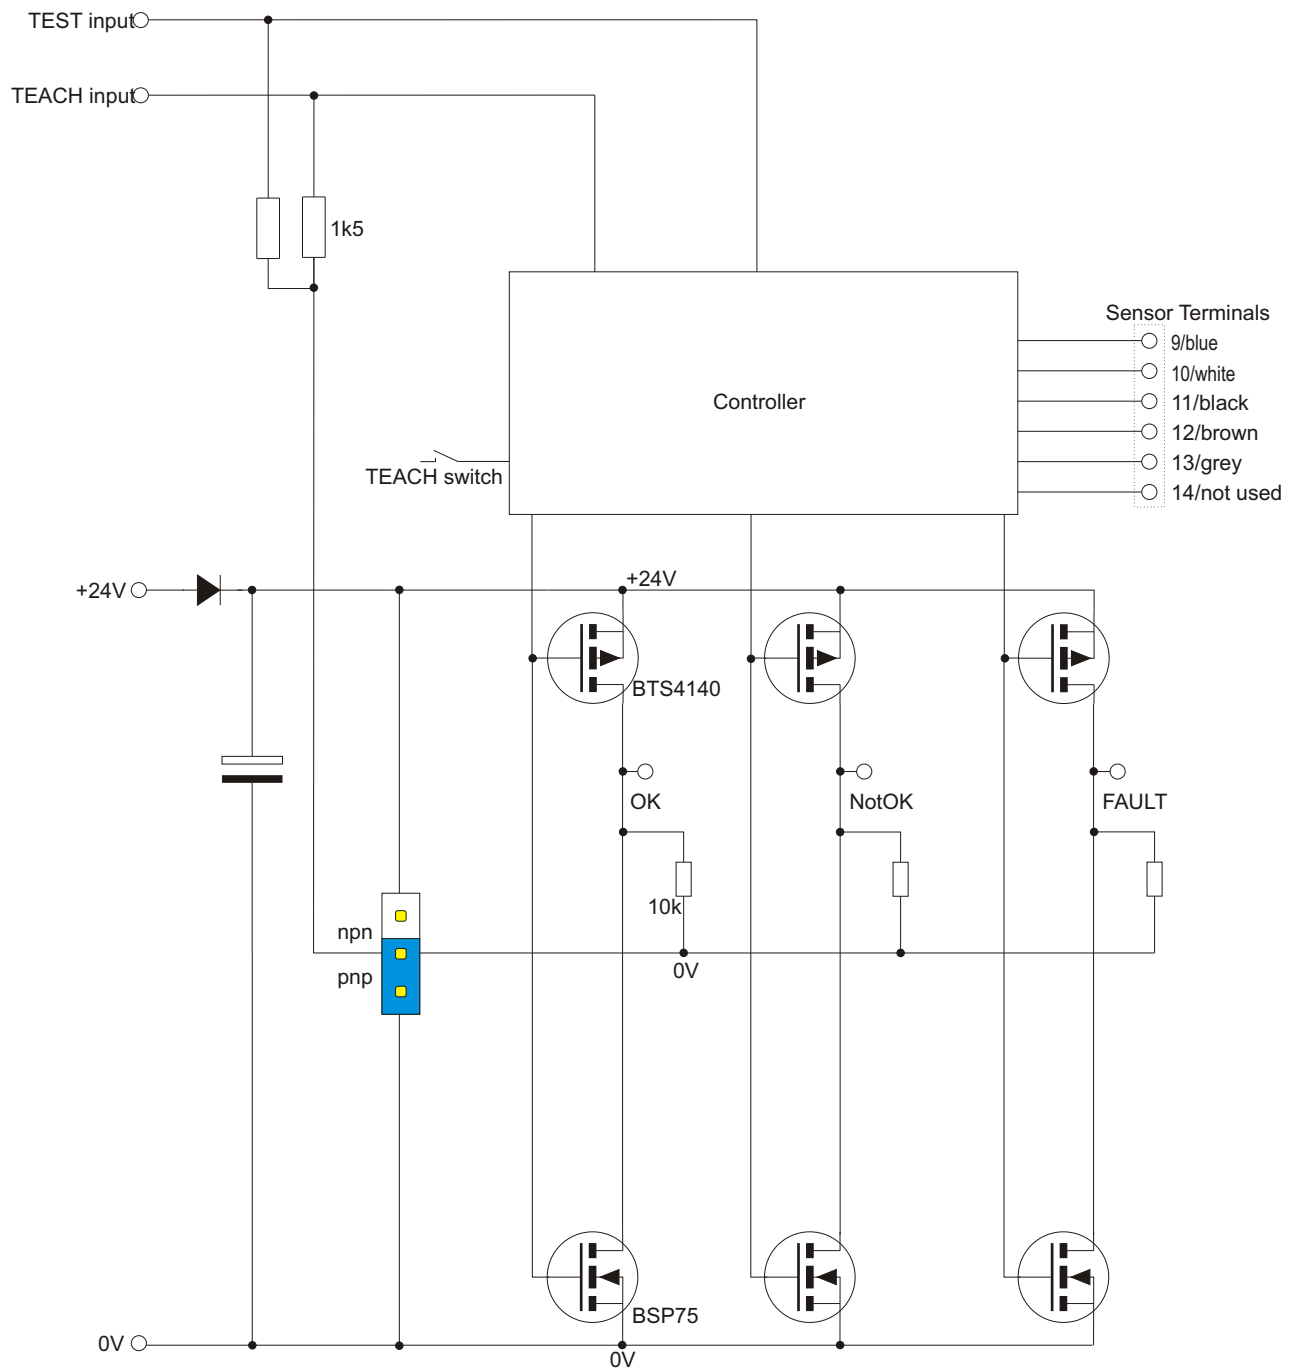 TEST input
TEACH input
1k5
Sensor Terminals
9/blue
10/white
Controller
11/black
12/brown
13/grey
TEACH switch
14/not used
+24V
+24V
BTS4140
OK
NotOK
FAULT
10k
npn
0V
pnp
BSP75
0V
0V